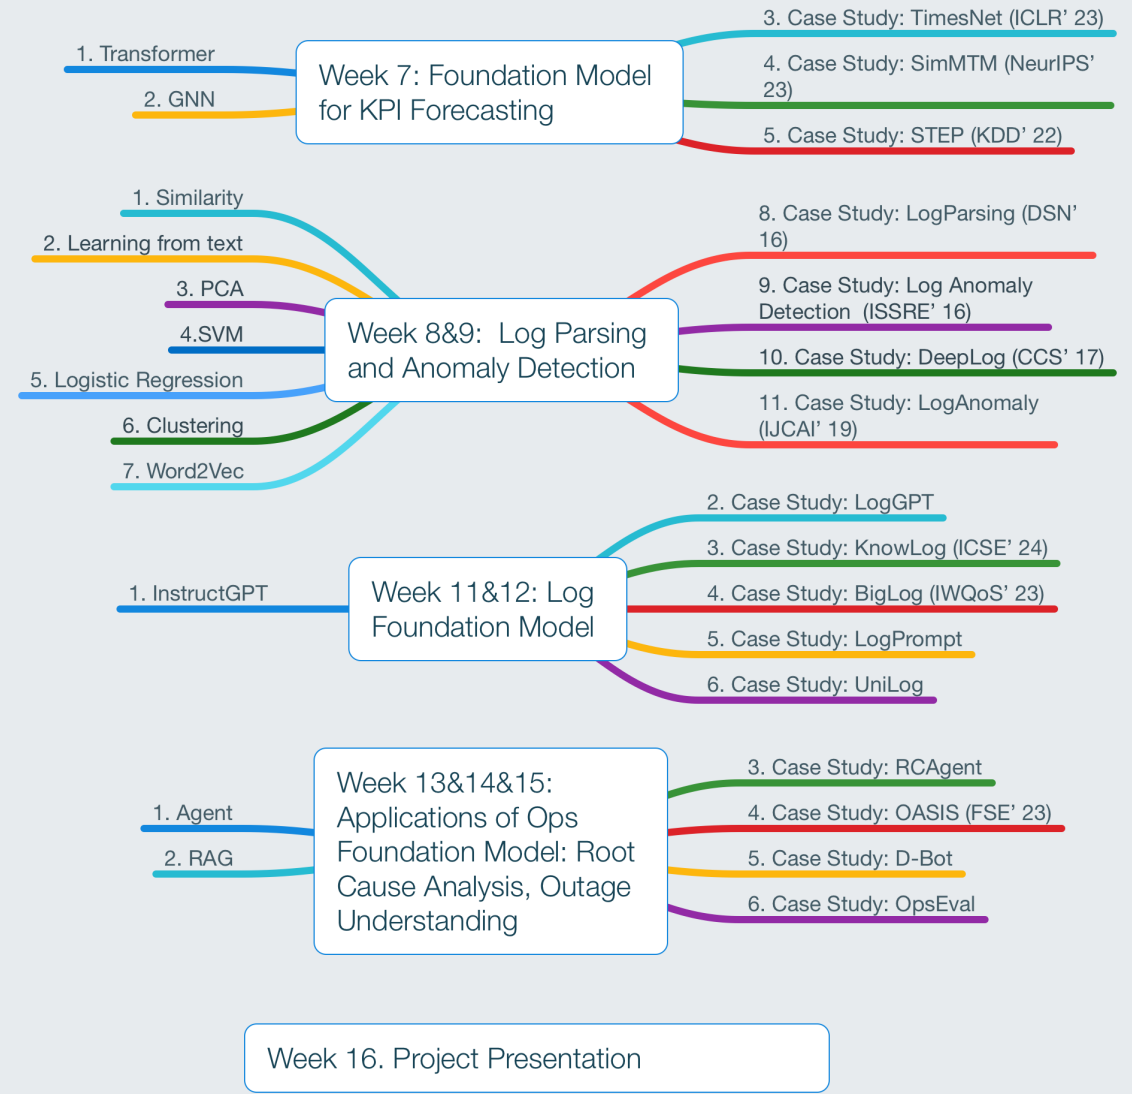 1. Transformer
2. GNN
Week 7: Foundation Model
for KPI Forecasting
3. Case Study: TimesNet (ICLR’ 23)
4. Case Study: SimMTM (NeurIPS’
23)
5. Case Study: STEP (KDD’ 22)
1. Similarity
2. Learning from text
3. PCA
4.SVM
5. Logistic Regression
6. Clustering
7. Word2Vec
Week 8&9:  Log Parsing
and Anomaly Detection
8. Case Study: LogParsing (DSN’
16)
9. Case Study: Log Anomaly
Detection  (ISSRE’ 16)
10. Case Study: DeepLog (CCS’ 17)
11. Case Study: LogAnomaly
(IJCAI’ 19)
1. InstructGPT
Week 11&12: Log
Foundation Model
2. Case Study: LogGPT
3. Case Study: KnowLog (ICSE’ 24)
4. Case Study: BigLog (IWQoS’ 23)
5. Case Study: LogPrompt
6. Case Study: UniLog
1. Agent
2. RAG
Week 13&14&15:
Applications of Ops
Foundation Model: Root
Cause Analysis, Outage
Understanding
3. Case Study: RCAgent
4. Case Study: OASIS (FSE’ 23)
5. Case Study: D-Bot
6. Case Study: OpsEval
Week 16. Project Presentation